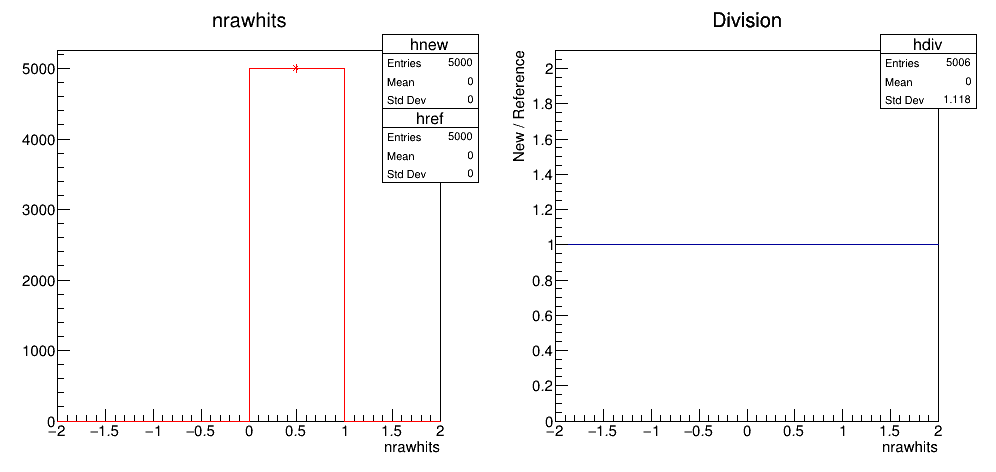 nrawhits
hnew
Entries 5000
Mean 0
Std Dev 0
href
Entries 5000
Mean 0
Std Dev 0
5000
4000
3000
2000
1000
0
−2 −1.5 −1 −0.5 0 0.5 1 1.5 2
nrawhits
Division
hdiv
Entries 5006
Mean 0
Std Dev 1.118
New / Reference
2
1.8
1.6
1.4
1.2
1
0.8
0.6
0.4
0.2
0
−2 −1.5 −1 −0.5 0 0.5 1 1.5 2
nrawhits